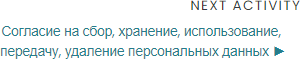 NEXT ACTIVITY
Согласие на сбор, хранение, использование,
передачу, удаление персональных данных ►